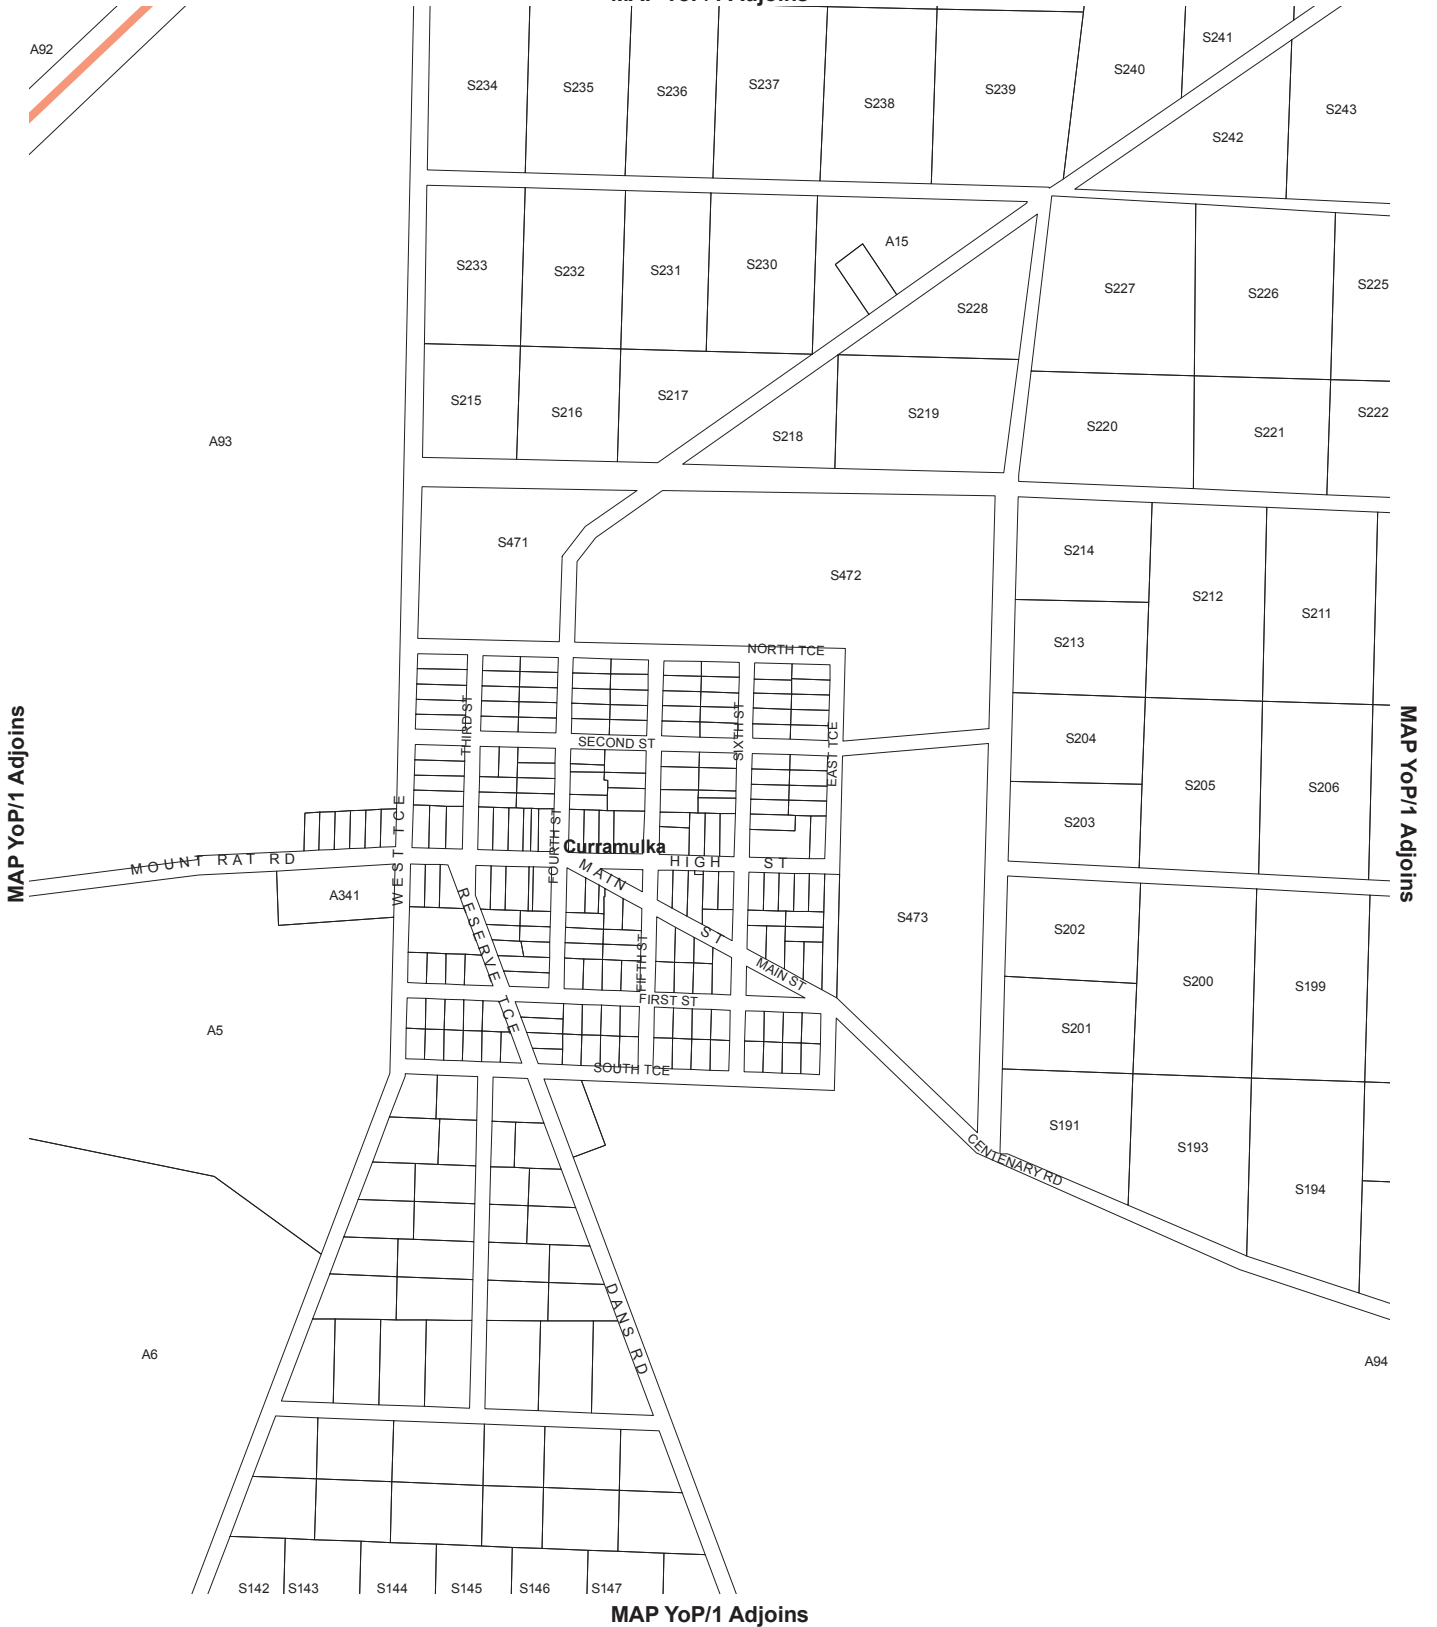 MAP YoP/1 Adjoins
A92
S241
S240
S234
S235
S236
S237
S238
S239
S243
S242
A15
S233
S232
S231
S230
S227
S226
S225
S228
S215
S216
S217
S218
S219
S220
S221
S222
A93
S471
S472
S214
S212
S211
S213
NORTH TCE
THIRD ST
SIXTH ST
SECOND ST
EAST TCE
S204
S205
S206
S203
MAP YoP/1 Adjoins
MAP YoP/1 Adjoins
WEST TCE
FOURTH ST
Curramulka
MOUNT RAT RD
HIGH ST
MAIN ST
A341
RESERVE TCE
S473
S202
FIFTH ST
MAIN ST
S200
S199
FIRST ST
A5
S201
SOUTH TCE
S191
S193
CENTENARY RD
S194
DANS RD
A6
A94
S142
S143
S144
S145
S146
S147
MAP YoP/1 Adjoins